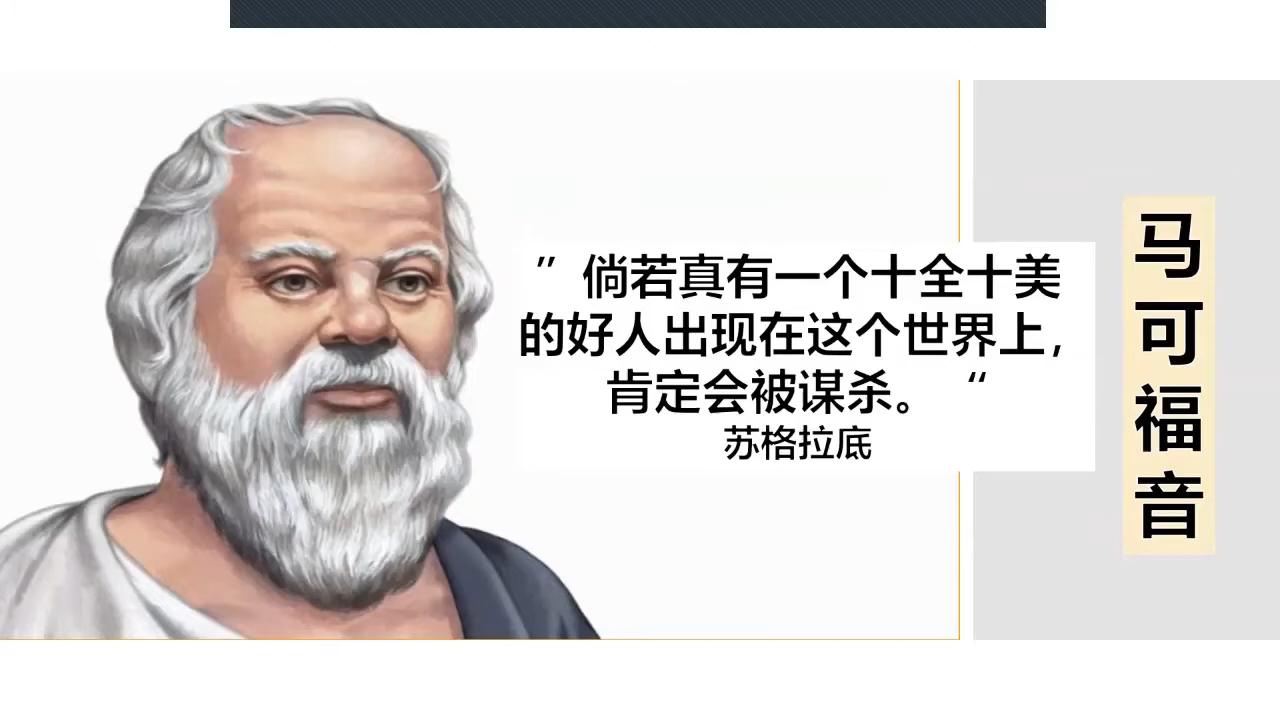 ”倘若真有一个十全十美
的好人出现在这个世界上，
肯定会被谋杀。 “
苏格拉底
马可福音